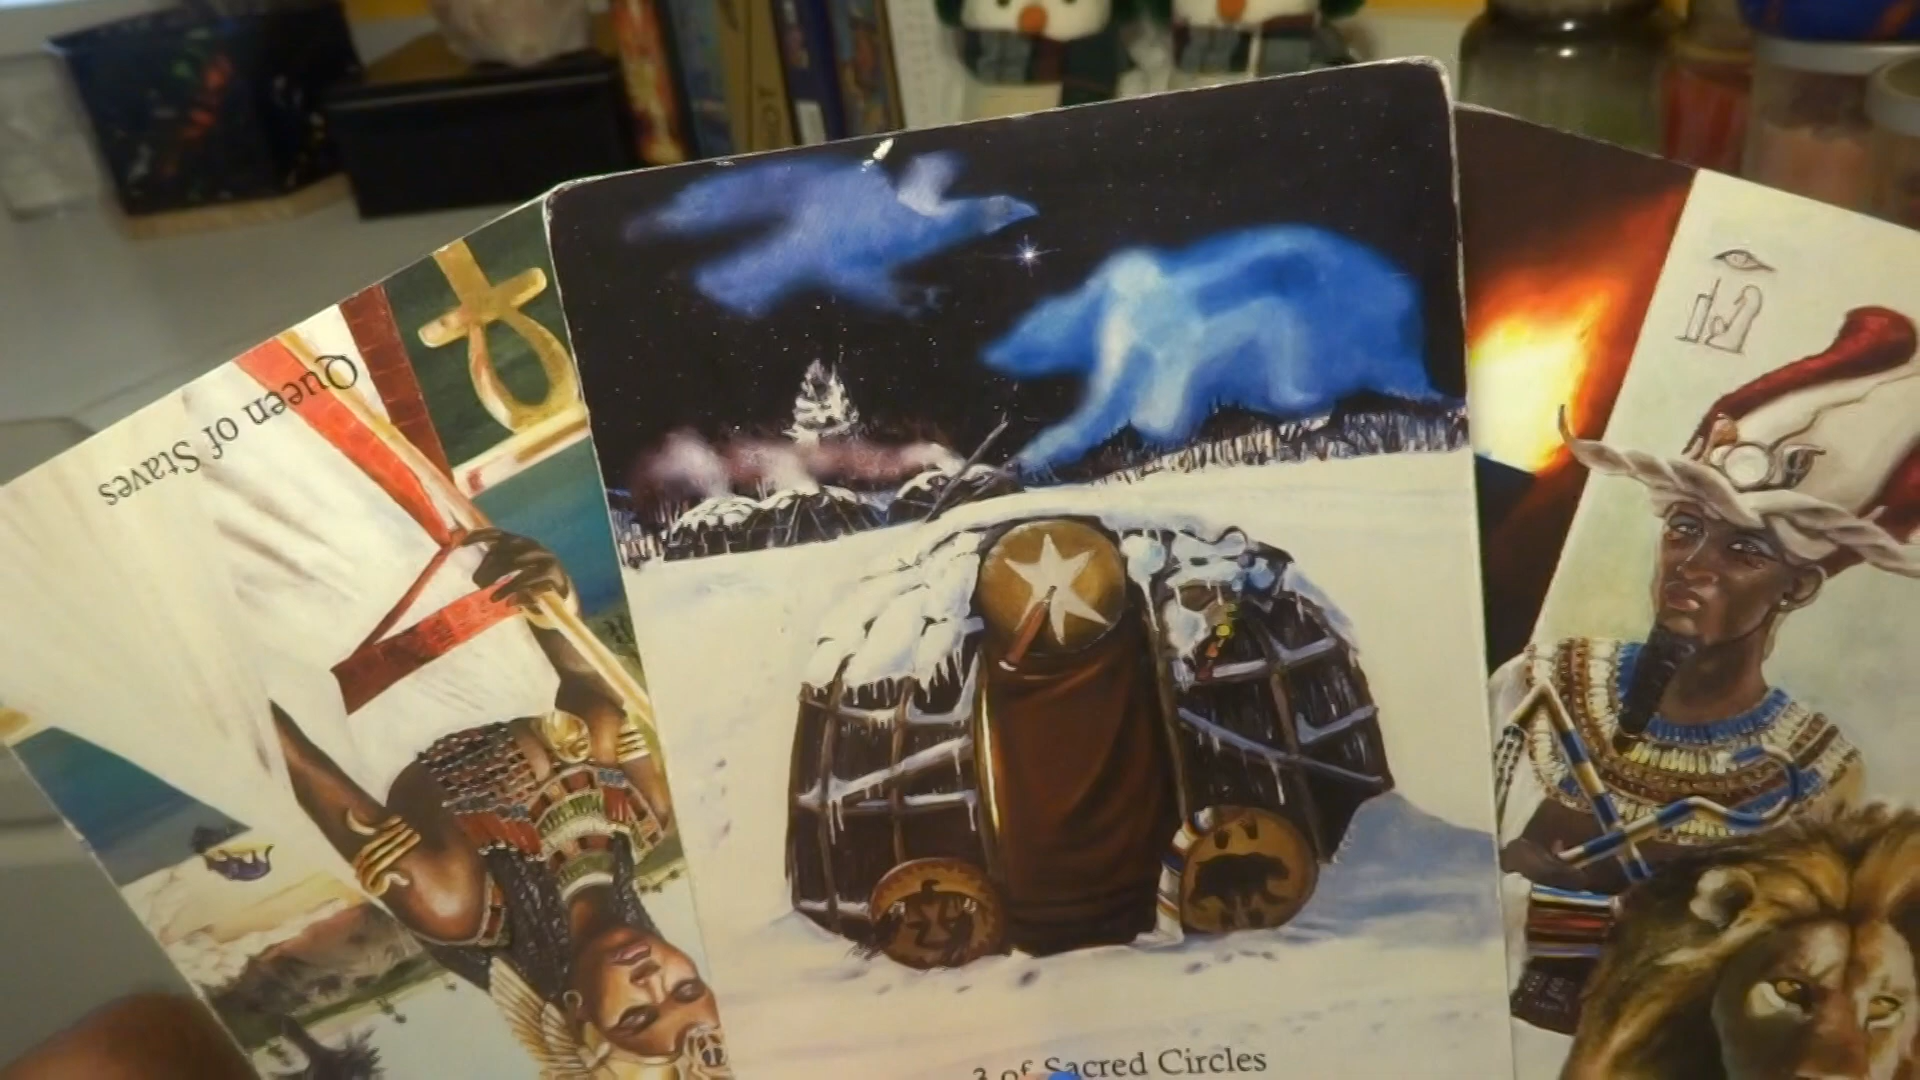 Queen of Staves
3 of Sacred Circles